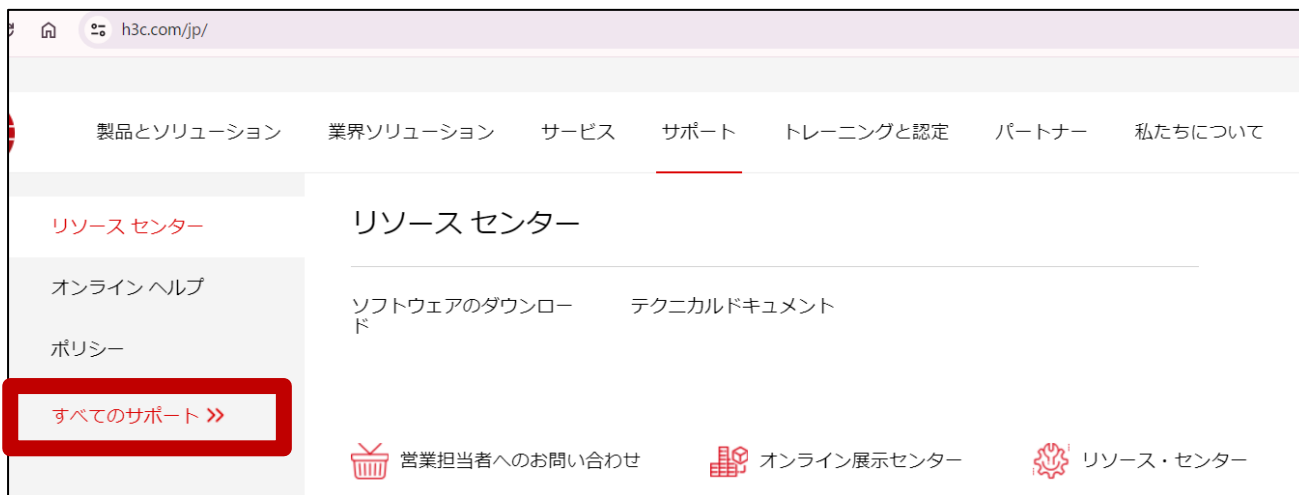 h3c.com/jp/
製品とソリューション 業界ソリューション サービス サポート トレーニングと認定 パートナー 私たちについて
リソース センター
オンライン ヘルプ
ポリシー
すべてのサポート
リソース センター
ソフトウェアのダウンロー
ド
テクニカルドキュメント
営業担当者へのお問い合わせ オンライン展示センター リソース・センター